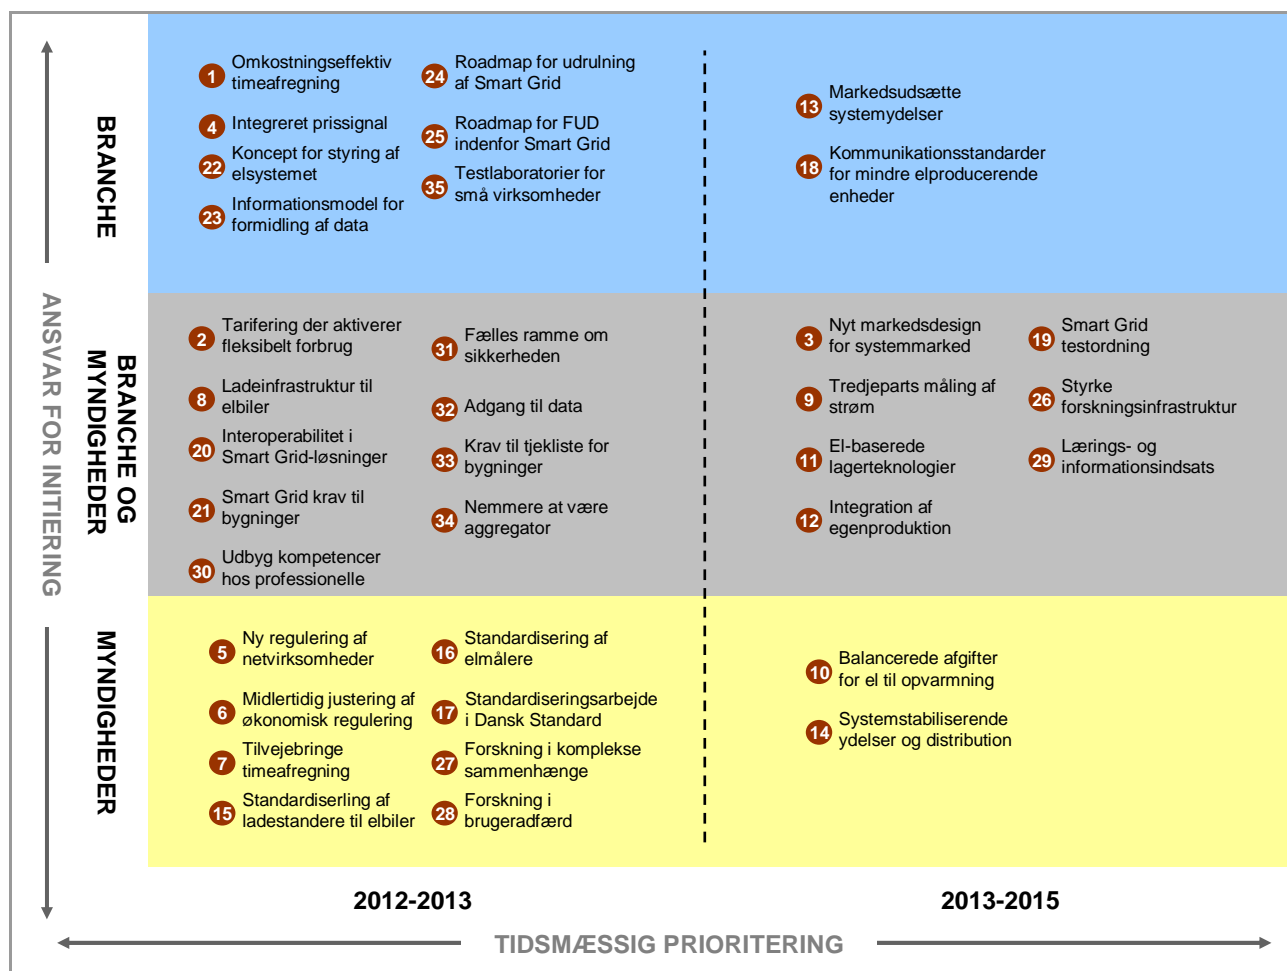 ANSVAR FOR INITIERING
BRANCHE
1 Omkostningseffektiv
timeafregning
4 Integreret prissignal
22 Koncept for styring af
elsystemet
23 Informationsmodel for
formidling af data
24 Roadmap for udrulning
af Smart Grid
25 Roadmap for FUD
indenfor Smart Grid
35 Testlaboratorier for
små virksomheder
13 Markedsudsætte
systemydelser
18 Kommunikationsstandarder
for mindre elproducerende
enheder
BRANCHE OG
MYNDIGHEDER
2 Tarifering der aktiverer
fleksibelt forbrug
8 Ladeinfrastruktur til
elbiler
20 Interoperabilitet i
Smart Grid-løsninger
21 Smart Grid krav til
bygninger
30 Udbyg kompetencer
hos professionelle
31 Fælles ramme om
sikkerheden
32 Adgang til data
33 Krav til tjekliste for
bygninger
34 Nemmere at være
aggregator
3 Nyt markedsdesign
for systemmarked
9 Tredjeparts måling af
strøm
11 El-baserede
lagerteknologier
12 Integration af
egenproduktion
19 Smart Grid
testordning
26 Styrke
forskningsinfrastruktur
29 Lærings- og
informationsindsats
MYNDIGHEDER
5 Ny regulering af
netvirksomheder
6 Midlertidig justering af
økonomisk regulering
7 Tilvejebringe
timeafregning
15 Standardiserling af
ladestandere til elbiler
16 Standardisering af
elmålere
17 Standardiseringsarbejde
i Dansk Standard
27 Forskning i komplekse
sammenhænge
28 Forskning i
brugeradfærd
10 Balancerede afgifter
for el til opvarmning
14 Systemstabiliserende
ydelser og distribution
2012-2013
2013-2015
TIDSMÆSSIG PRIORITERING